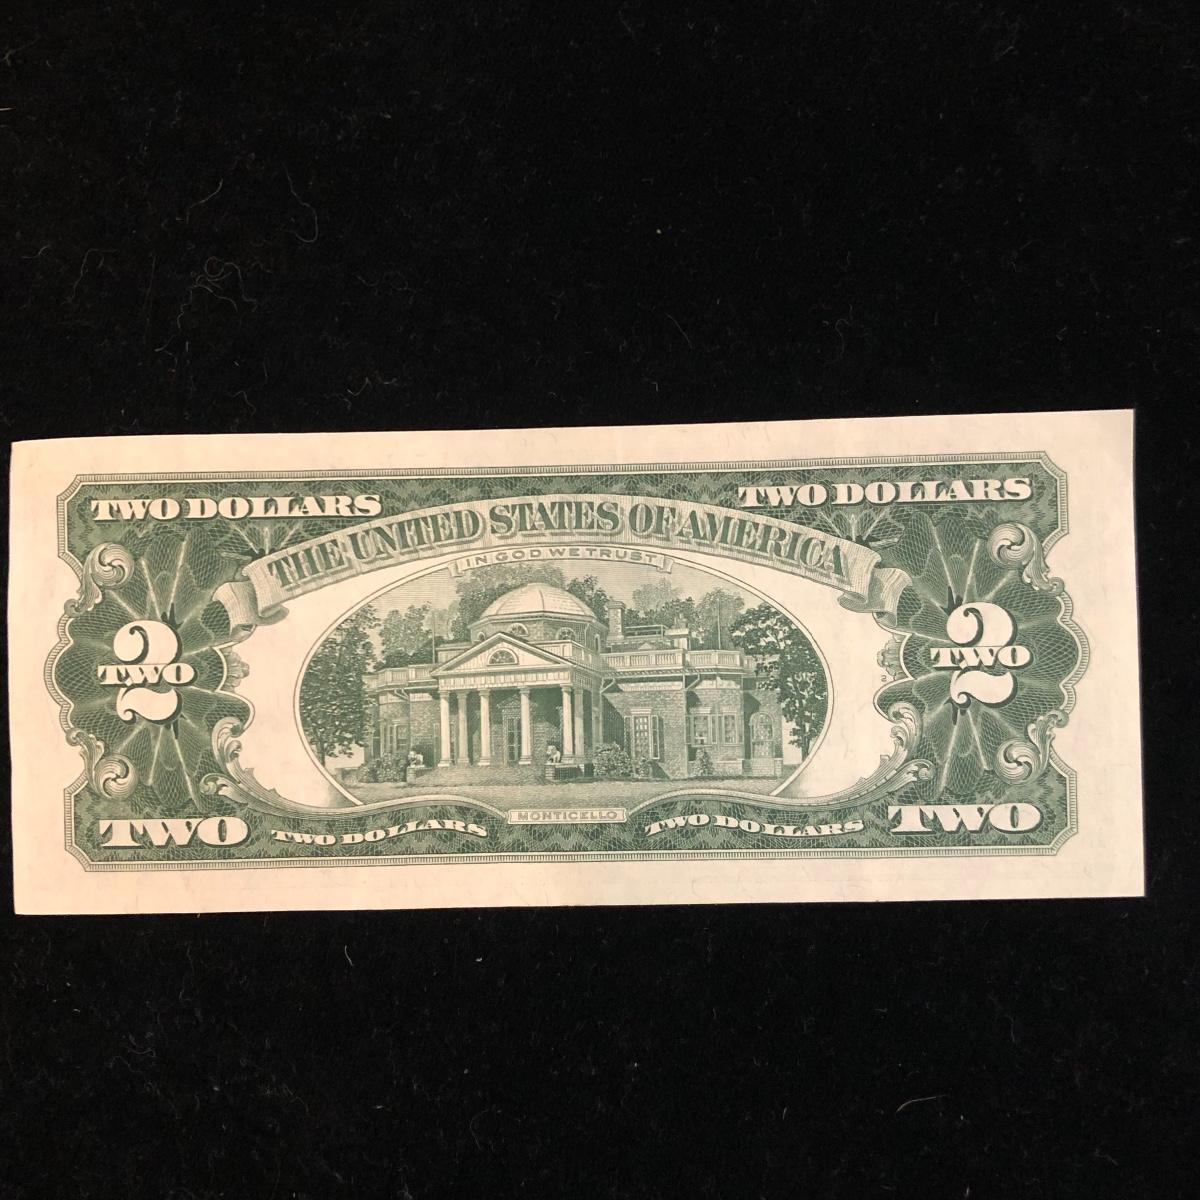 TWO DOLLARS
TWO DOLLARS
THE UNITED STATES OF AMERICA
IN GOD WE TRUST
2
TWO
2
TWO
MONTICELLO
TWO
TWO DOLLARS
TWO DOLLARS
TWO